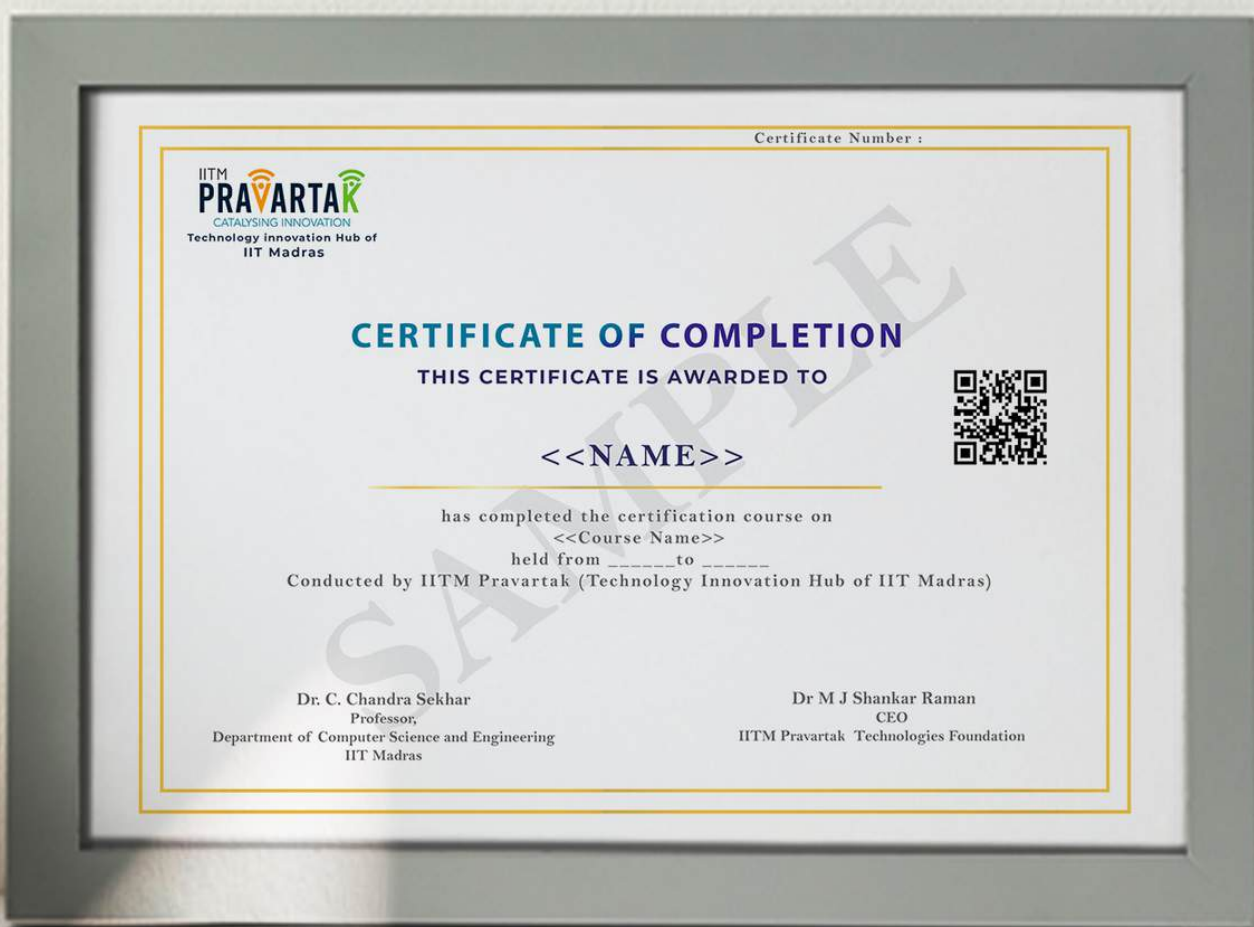 Certificate Number :
IITM
PRAVARTAK
CATALYSING INNOVATION
Technology innovation Hub of
IIT Madras
CERTIFICATE OF COMPLETION
THIS CERTIFICATE IS AWARDED TO
<<NAME>>
has completed the certification course on
<<Course Name>>
held from ______to ______
Conducted by IITM Pravartak (Technology Innovation Hub of IIT Madras)
SAMPLE
Dr. C. Chandra Sekhar
Professor,
Department of Computer Science and Engineering
IIT Madras
Dr M J Shankar Raman
CEO
IITM Pravartak Technologies Foundation